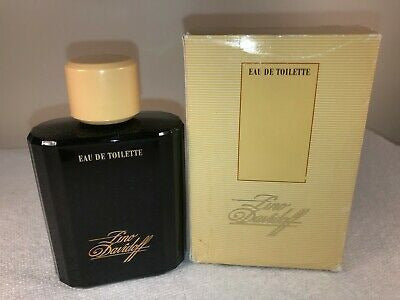 EAU DE TOILETTE
Zino
Davidoff
EAU DE TOILETTE
Zino
Davidoff